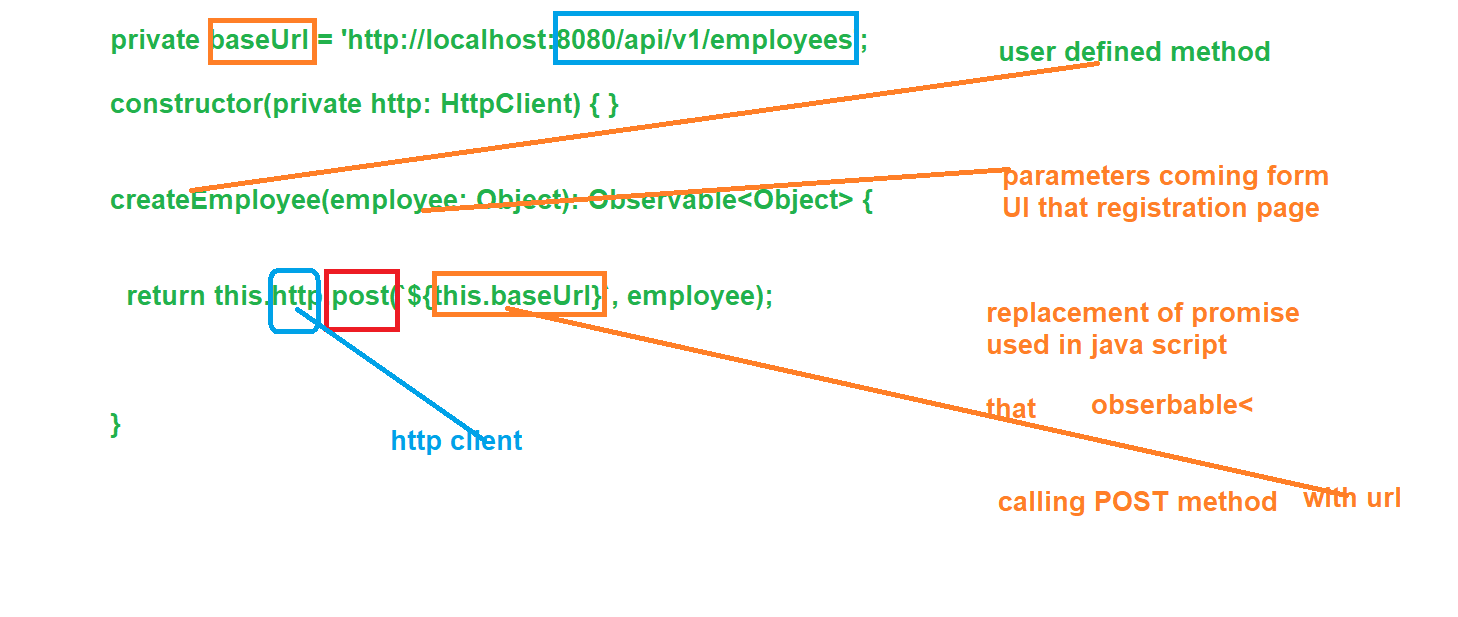 private baseUrl = 'http://localhost:8080/api/v1/employees';
user defined method
constructor(private http: HttpClient) { }
createEmployee(employee: Object): Observable<Object> {
parameters coming form
UI that registration page
return this.http.post(`${this.baseUrl}`, employee);
replacement of promise
used in java script
that obserbable<
}
http client
calling POST method with url